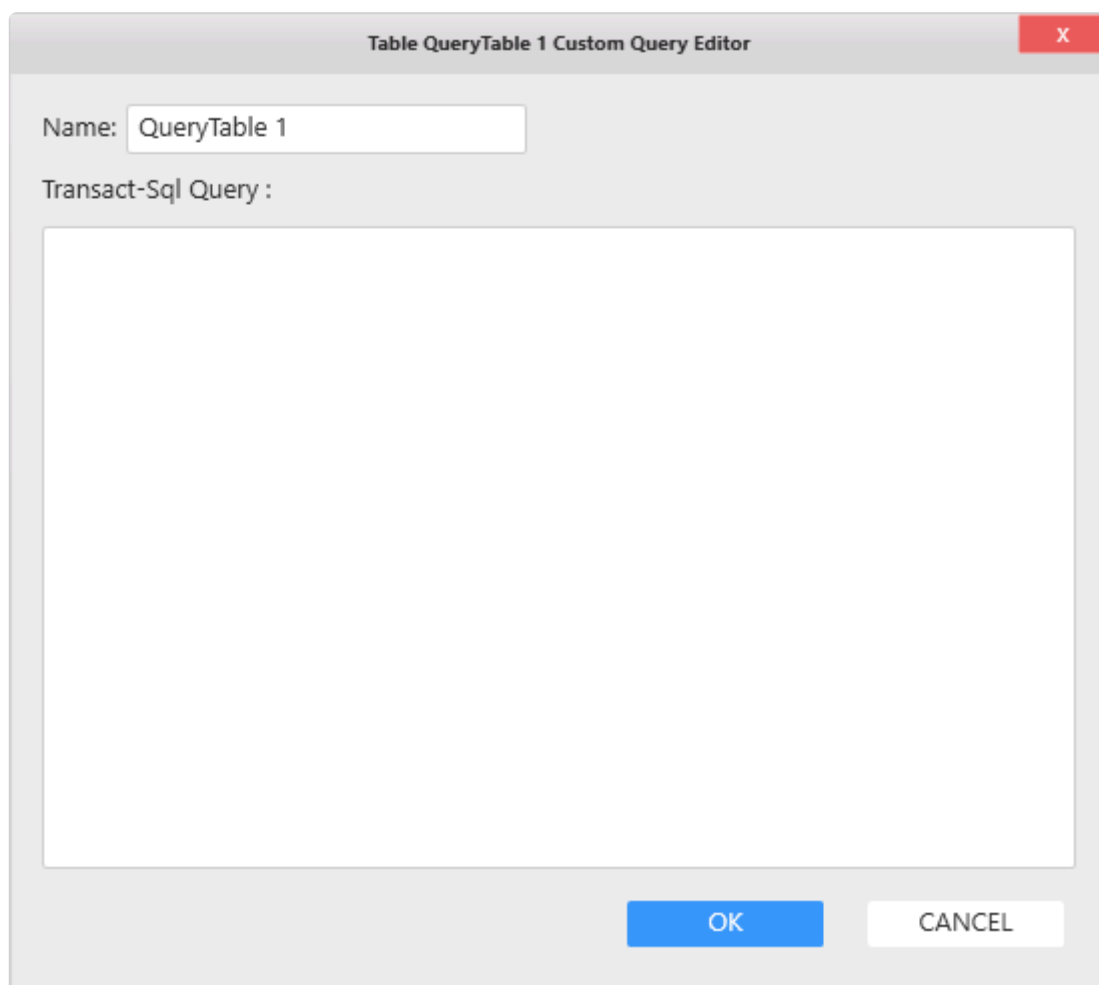 Table QueryTable 1 Custom Query Editor
X
Name: QueryTable 1
Transact-Sql Query :
OK CANCEL